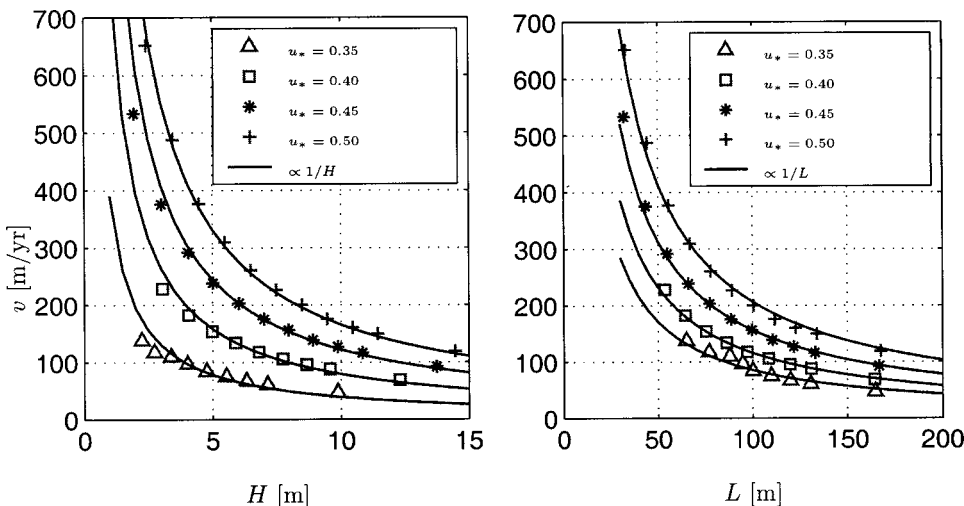 700
600
500
400
300
200
100
0
v [m/yr]
u* = 0.35
u* = 0.40
u* = 0.45
u* = 0.50
∝ 1/H
0 5 10 15
H [m]
700
600
500
400
300
200
100
0
u* = 0.35
u* = 0.40
u* = 0.45
u* = 0.50
∝ 1/L
0 50 100 150 200
L [m]